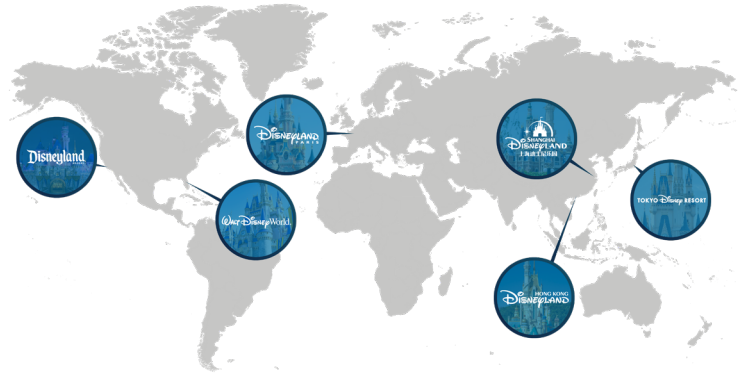 Disneyland
DISNEYLAND
PARIS
WALT DISNEY World.
SHANGHAI
DISNEYLAND
上海迪士尼乐园
TOKYO Disney RESORT
HONG KONG
DISNEYLAND